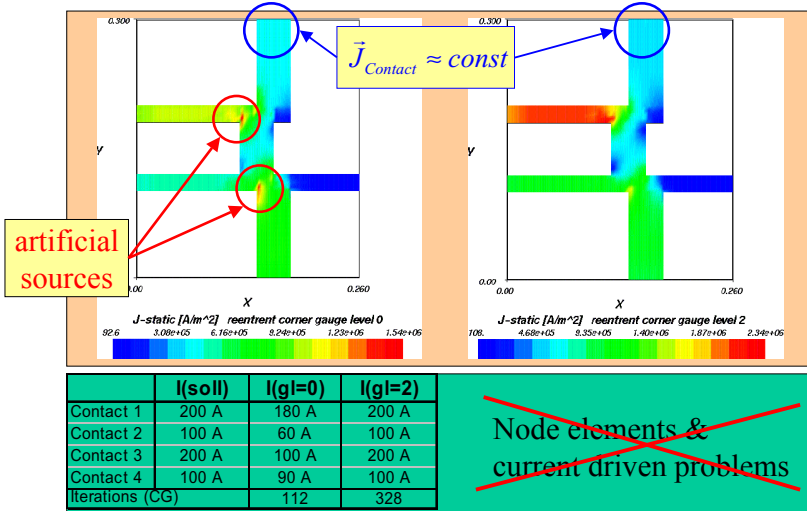 0.300
0.300
J⃗ Contact ≈ const
Y
Y
artificial
sources
0.00
0.00
0.260
0.00
0.260
X
X
J-static [A/m^2] reentrent corner gauge level 0
J-static [A/m^2] reentrent corner gauge level 2
92.6 3.08e+05 6.16e+05 9.24e+05 1.23e+06 1.54e+06
108. 4.68e+05 9.35e+05 1.40e+06 1.87e+06 2.34e+06
I(soll) I(gl=0) I(gl=2)
Contact 1 200 A 180 A 200 A
Contact 2 100 A 60 A 100 A
Contact 3 200 A 100 A 200 A
Contact 4 100 A 90 A 100 A
Iterations (CG) 112 328
Node elements &
current driven problems